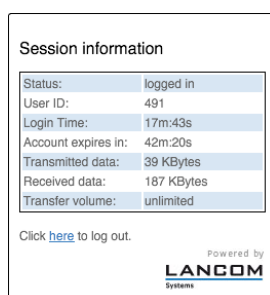 Session information
Status: logged in
User ID: 491
Login Time: 17m:43s
Account expires in: 42m:20s
Transmitted data: 39 KBytes
Received data: 187 KBytes
Transfer volume: unlimited
Click here to log out.
Powered by
LANCOM
Systems